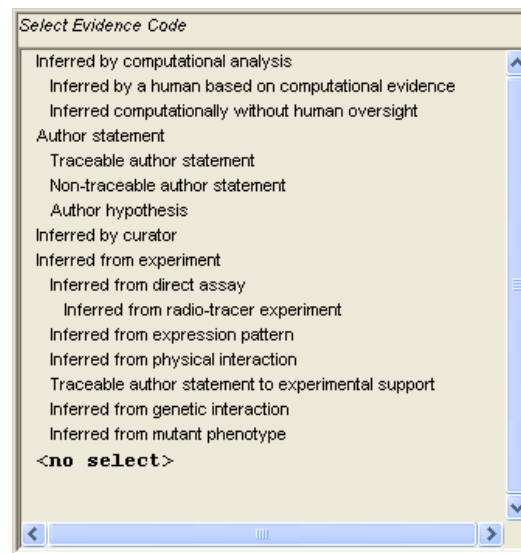 Select Evidence Code
Inferred by computational analysis
Inferred by a human based on computational evidence
Inferred computationally without human oversight
Author statement
Traceable author statement
Non-traceable author statement
Author hypothesis
Inferred by curator
Inferred from experiment
Inferred from direct assay
Inferred from radio-tracer experiment
Inferred from expression pattern
Inferred from physical interaction
Traceable author statement to experimental support
Inferred from genetic interaction
Inferred from mutant phenotype
<no select>